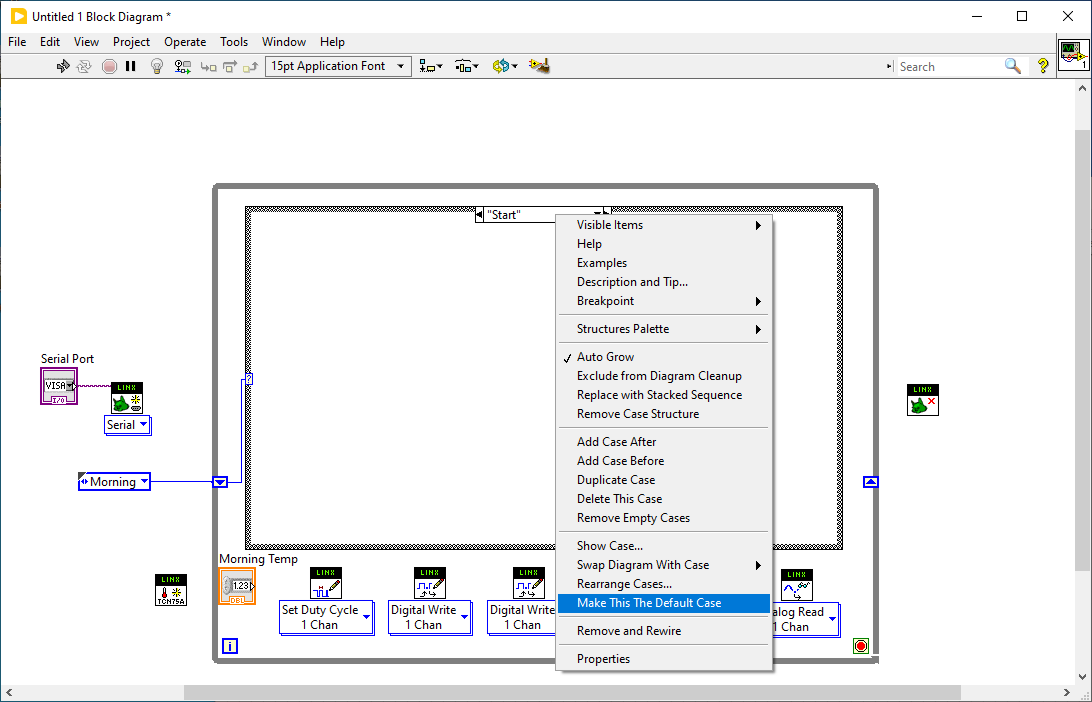 Untitled 1 Block Diagram *
File Edit View Project Operate Tools Window Help
15pt Application Font
Search
?
1
"Start"
Visible Items
Help
Examples
Description and Tip...
Breakpoint
Structures Palette
Auto Grow
Exclude from Diagram Cleanup
Replace with Stacked Sequence
Remove Case Structure
Add Case After
Add Case Before
Duplicate Case
Delete This Case
Remove Empty Cases
Show Case...
Swap Diagram With Case
Rearrange Cases...
Make This The Default Case
Remove and Rewire
Properties
Serial Port
VISA
I/O
LINX
Serial
?
Morning
LINX
Morning Temp
1.23
DBL
LINX
TCN75A
LINX
Set Duty Cycle
1 Chan
LINX
Digital Write
1 Chan
LINX
Digital Write
1 Chan
LINX
alog Read
1 Chan
i